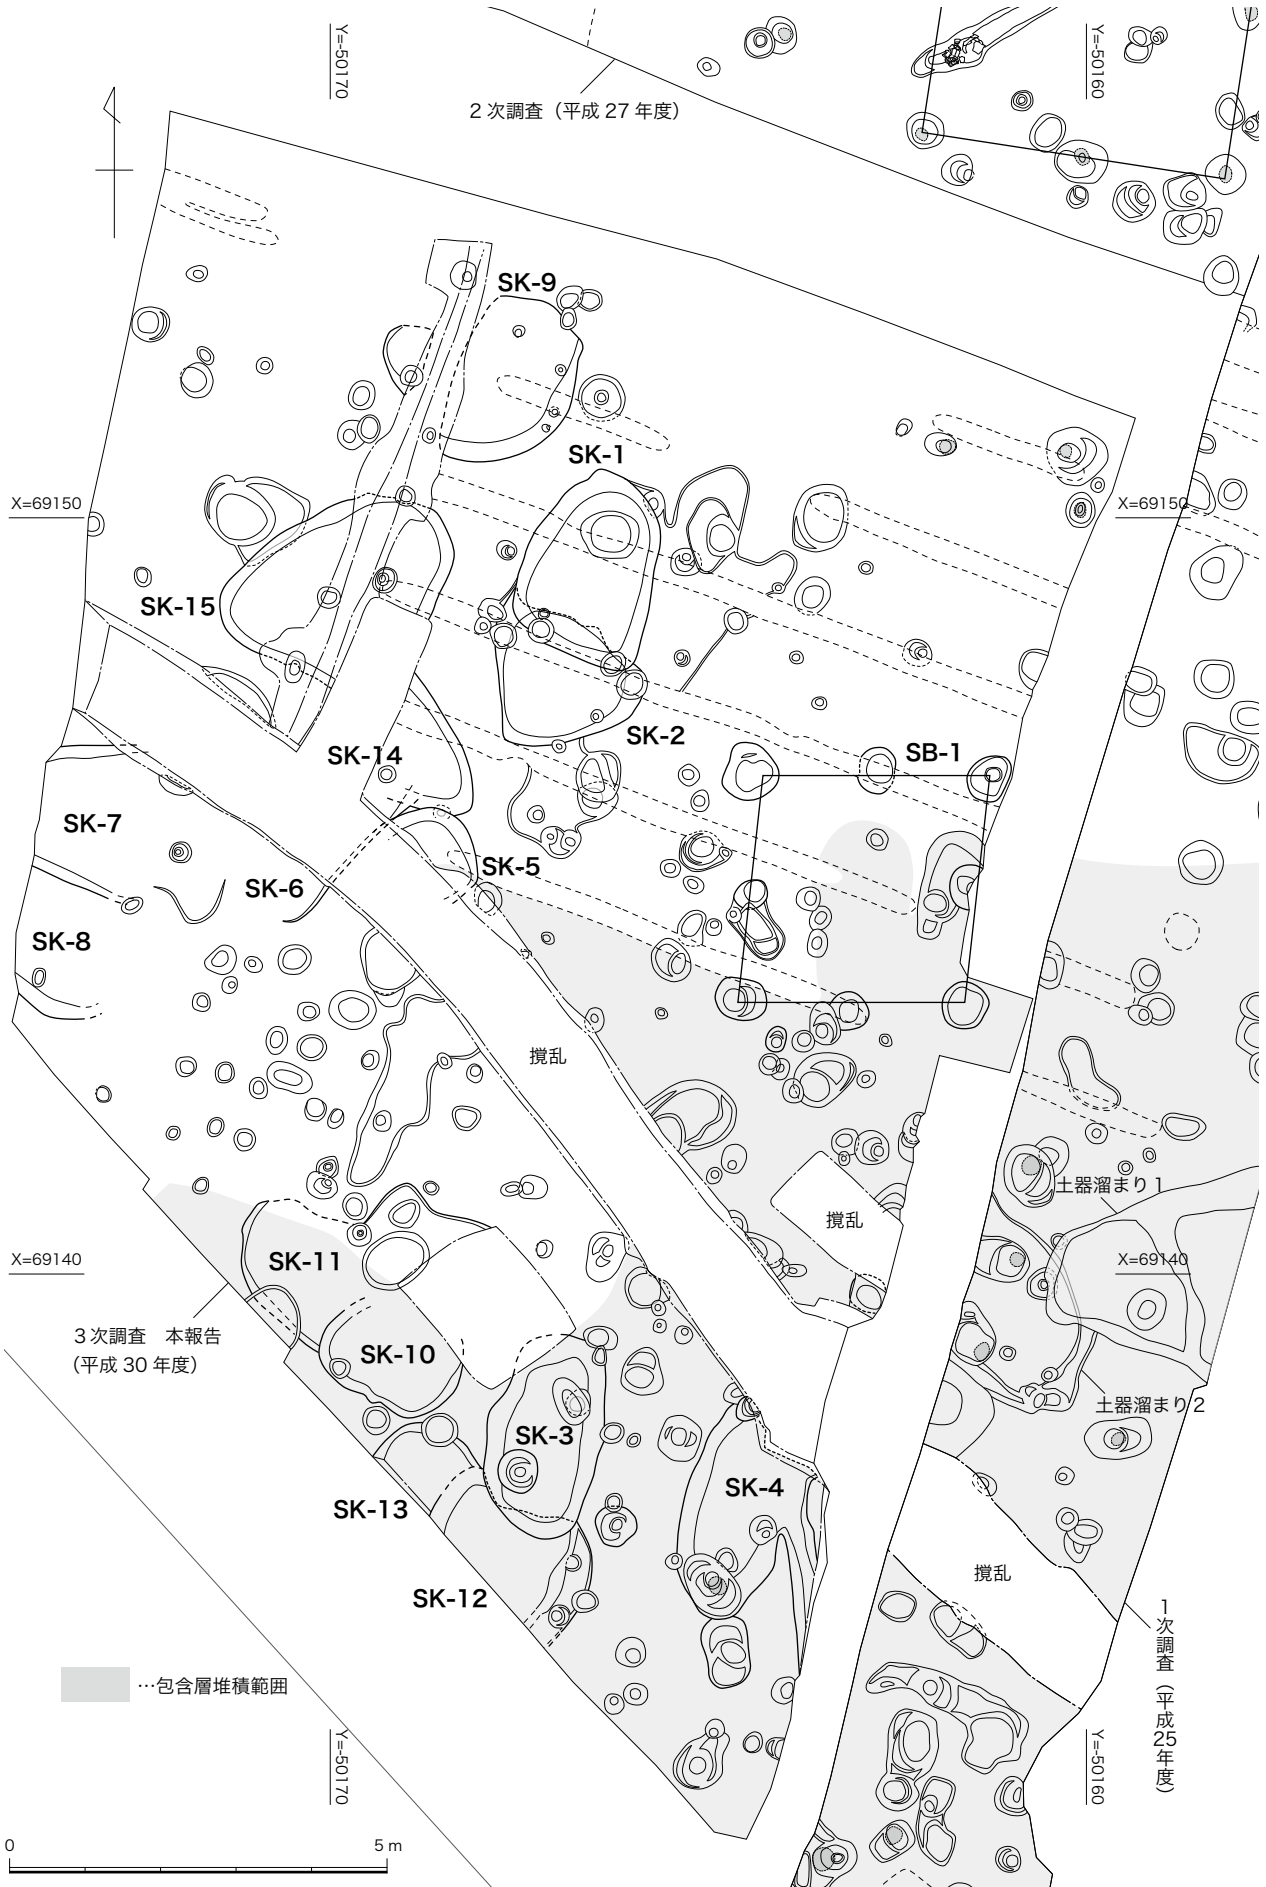 Y=-50170
Y=-50160
2次調査（平成27年度）
SK-9
SK-1
X=69150
X=69150
SK-15
SK-2
SB-1
SK-14
SK-7
SK-5
SK-6
SK-8
撹乱
土器溜まり1
撹乱
X=69140
SK-11
X=69140
3次調査　本報告
（平成30年度）
SK-10
土器溜まり2
SK-3
SK-4
SK-13
撹乱
SK-12
1次調査（平成25年度）
…包含層堆積範囲
Y=-50170
Y=-50160
0
5 m